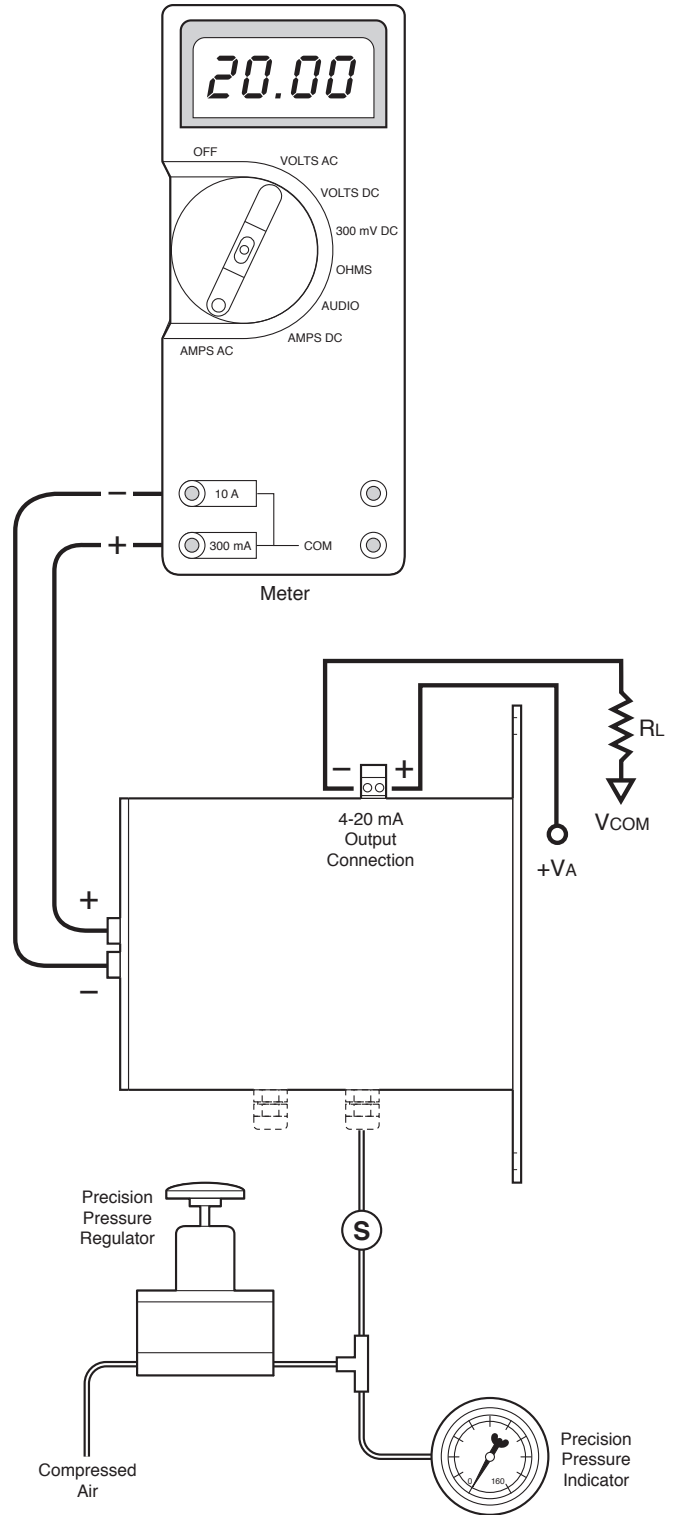 20.00
OFF
VOLTS AC
VOLTS DC
300 mV DC
OHMS
AUDIO
AMPS DC
AMPS AC
− 10 A
+ 300 mA COM
Meter
RL
− +
VCOM
4-20 mA
Output
Connection
+VA
+
−
Precision
Pressure
Regulator
S
Compressed
Air
0 160
Precision
Pressure
Indicator